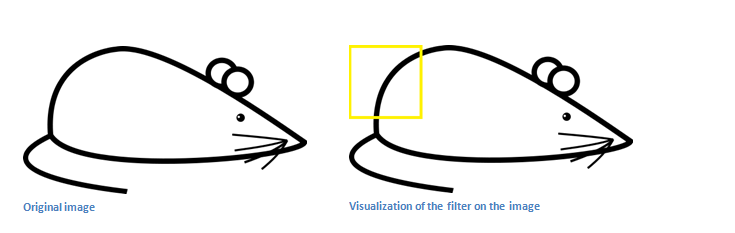 Original image
Visualization of the filter on the image